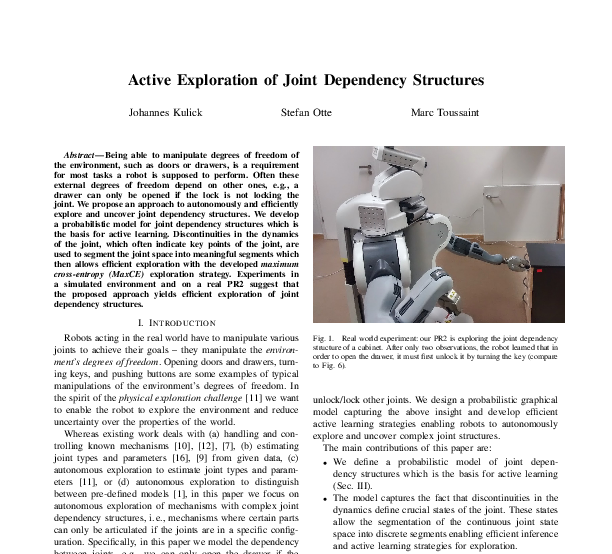 Active Exploration of Joint Dependency Structures
Johannes Kulick
Stefan Otte
Marc Toussaint
Abstract—Being able to manipulate degrees of freedom of
the environment, such as doors or drawers, is a requirement
for most tasks a robot is supposed to perform. Often these
external degrees of freedom depend on other ones, e.g., a
drawer can only be opened if the lock is not locking the
joint. We propose an approach to autonomously and efficiently
explore and uncover joint dependency structures. We develop
a probabilistic model for joint dependency structures which is
the basis for active learning. Discontinuities in the dynamics
of the joint, which often indicate key points of the joint, are
used to segment the joint space into meaningful segments which
then allows efficient exploration with the developed maximum
cross-entropy (MaxCE) exploration strategy. Experiments in
a simulated environment and on a real PR2 suggest that
the proposed approach yields efficient exploration of joint
dependency structures.
I. Introduction
Robots acting in the real world have to manipulate various
joints to achieve their goals – they manipulate the environ-
ment's degrees of freedom. Opening doors and drawers, turn-
ing keys, and pushing buttons are some examples of typical
manipulations of the environment's degrees of freedom. In
the spirit of the physical exploration challenge [11] we want
to enable the robot to explore the environment and reduce
uncertainty over the properties of the world.
Whereas existing work deals with (a) handling and con-
trolling known mechanisms [10], [12], [7], (b) estimating
joint types and parameters [16], [9] from given data, (c)
autonomous exploration to estimate joint types and param-
eters [11], or (d) autonomous exploration to distinguish
between pre-defined models [1], in this paper we focus on
autonomous exploration of mechanisms with complex joint
dependency structures, i.e., mechanisms where certain parts
can only be articulated if the joints are in a specific config-
uration. Specifically, in this paper we model the dependency
between joints, e.g., we can only open the drawer if the
Fig. 1. Real world experiment: our PR2 is exploring the joint dependency
structure of a cabinet. After only two observations, the robot learned that in
order to open the drawer, it must first unlock it by turning the key (compare
to Fig. 6).
unlock/lock other joints. We design a probabilistic graphical
model capturing the above insight and develop efficient
active learning strategies enabling robots to autonomously
explore and uncover complex joint structures.
The main contributions of this paper are:
• We define a probabilistic model of joint depen-
dency structures which is the basis for active learning
(Sec. III).
• The model captures the fact that discontinuities in the
dynamics define crucial states of the joint. These states
allow the segmentation of the continuous joint state
space into discrete segments enabling efficient inference
and active learning strategies for exploration.